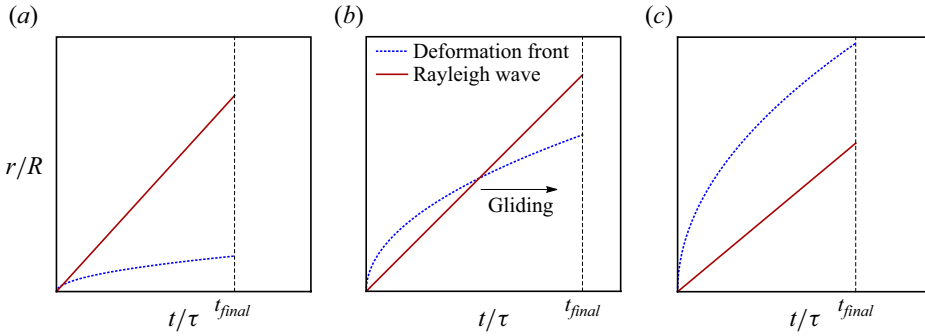 (a)
(b)
(c)
Deformation front
Rayleigh wave
r/R
Gliding
t/τ
t_final
t/τ
t_final
t/τ
t_final